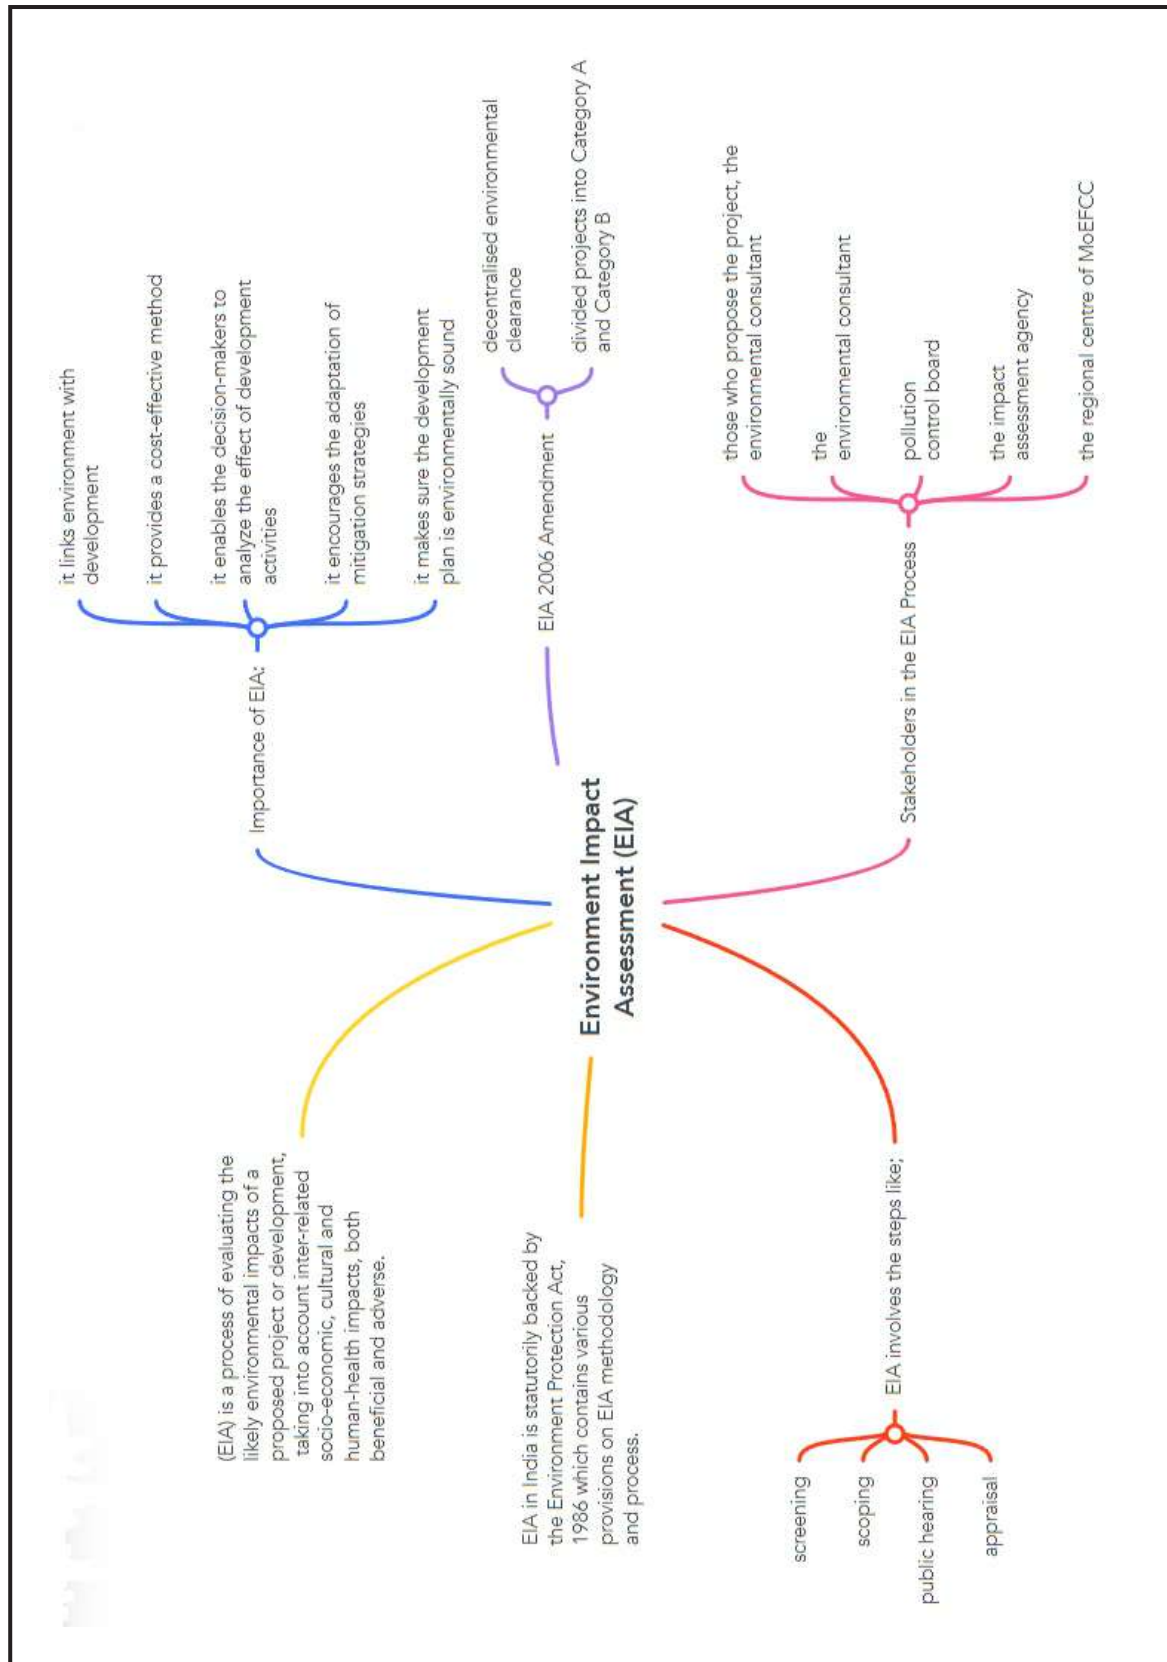 (EIA) is a process of evaluating the
likely environmental impacts of a
proposed project or development,
taking into account inter-related
socio-economic, cultural and
human-health impacts, both
beneficial and adverse.
EIA in India is statutorily backed by
the Environment Protection Act,
1986 which contains various
provisions on EIA methodology
and process.
EIA involves the steps like;
screening
scoping
public hearing
appraisal
Environment Impact
Assessment (EIA)
Importance of EIA:
it links environment with
development
it provides a cost-effective method
it enables the decision-makers to
analyze the effect of development
activities
it encourages the adaptation of
mitigation strategies
it makes sure the development
plan is environmentally sound
EIA 2006 Amendment
decentralised environmental
clearance
divided projects into Category A
and Category B
Stakeholders in the EIA Process
those who propose the project, the
environmental consultant
the
environmental consultant
pollution
control board
the impact
assessment agency
the regional centre of MoEFCC